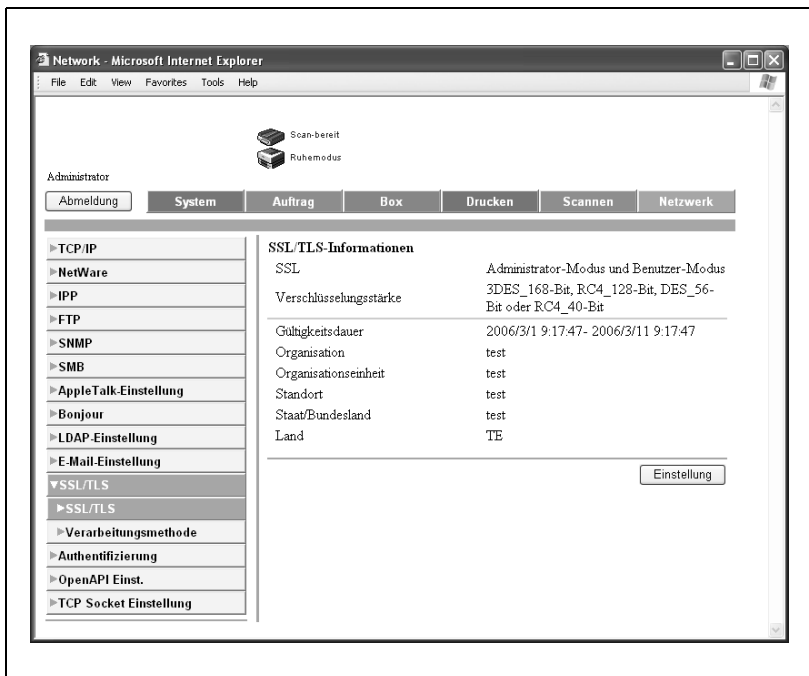 Network - Microsoft Internet Explorer
File Edit View Favorites Tools Help
Scan-bereit
Ruhemodus
Administrator
Abmeldung System Auftrag Box Drucken Scannen Netzwerk
TCP/IP
NetWare
IPP
FTP
SNMP
SMB
AppleTalk-Einstellung
Bonjour
LDAP-Einstellung
E-Mail-Einstellung
SSL/TLS
SSL/TLS
Verarbeitungsmethode
Authentifizierung
OpenAPI Einst.
TCP Socket Einstellung
SSL/TLS-Informationen
SSL Administrator-Modus und Benutzer-Modus
Verschlüsselungsstärke 3DES_168-Bit, RC4_128-Bit, DES_56-
Bit oder RC4_40-Bit
Gültigkeitsdauer 2006/3/1 9:17:47- 2006/3/11 9:17:47
Organisation test
Organisationseinheit test
Standort test
Staat/Bundesland test
Land TE
Einstellung